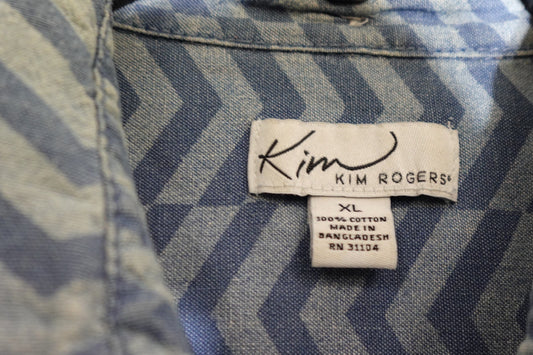 Kim
KIM ROGERS®
XL
100% COTTON
MADE IN
BANGLADESH
RN 31104